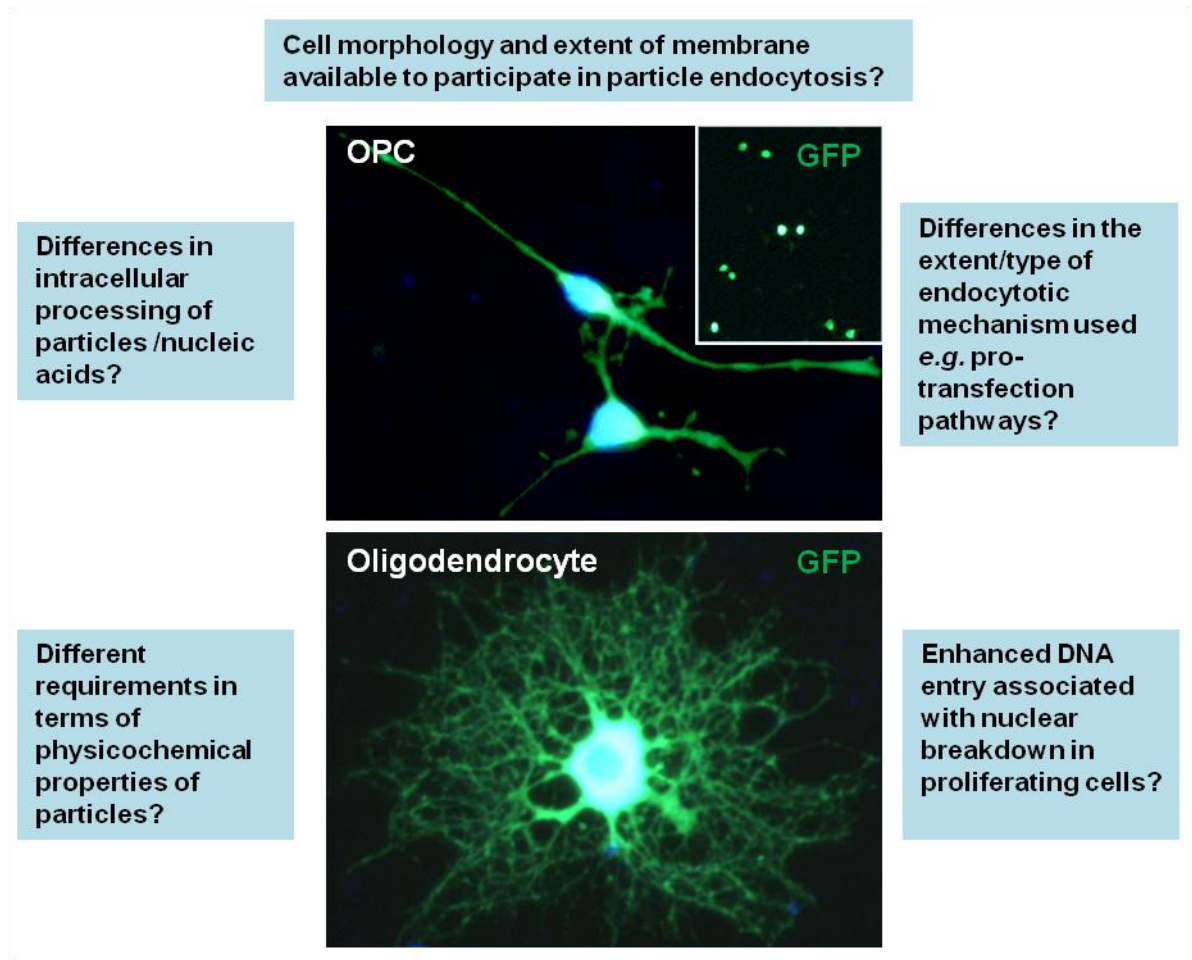 Cell morphology and extent of membrane
available to participate in particle endocytosis?
OPC
GFP
Differences in
intracellular
processing of
particles /nucleic
acids?
Differences in the
extent/type of
endocytotic
mechanism used
e.g. pro-
transfection
pathways?
Oligodendrocyte
GFP
Different
requirements in
terms of
physicochemical
properties of
particles?
Enhanced DNA
entry associated
with nuclear
breakdown in
proliferating cells?